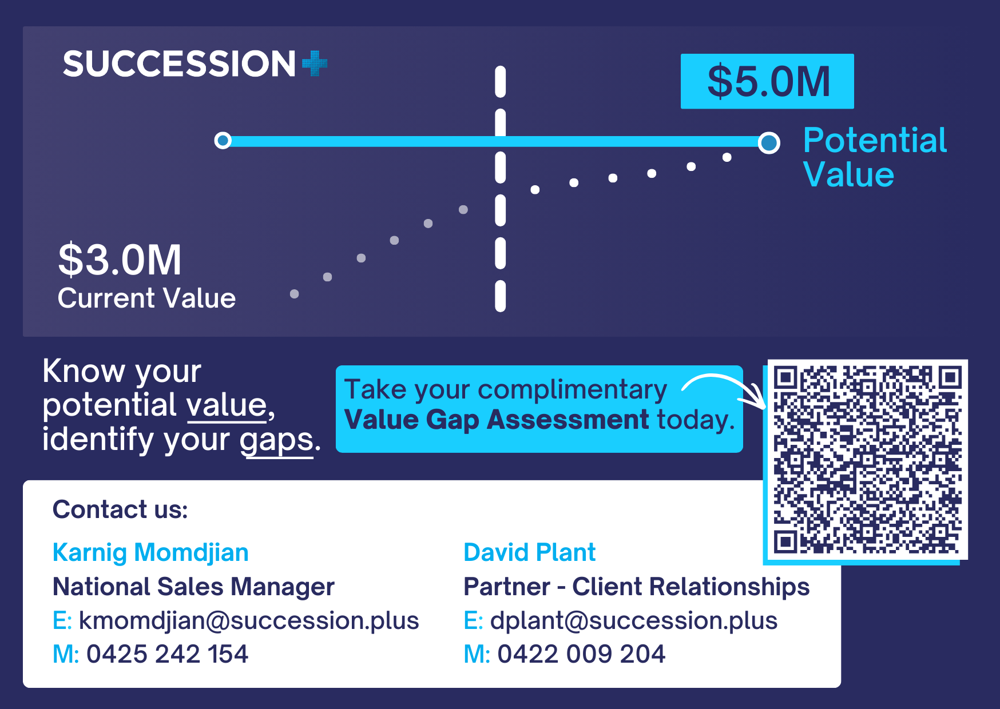 SUCCESSION+
$5.0M
Potential
Value
$3.0M
Current Value
Know your
potential value,
identify your gaps.
Take your complimentary
Value Gap Assessment today.
Contact us:
Karnig Momdjian
National Sales Manager
E: kmomdjian@succession.plus
M: 0425 242 154
David Plant
Partner - Client Relationships
E: dplant@succession.plus
M: 0422 009 204